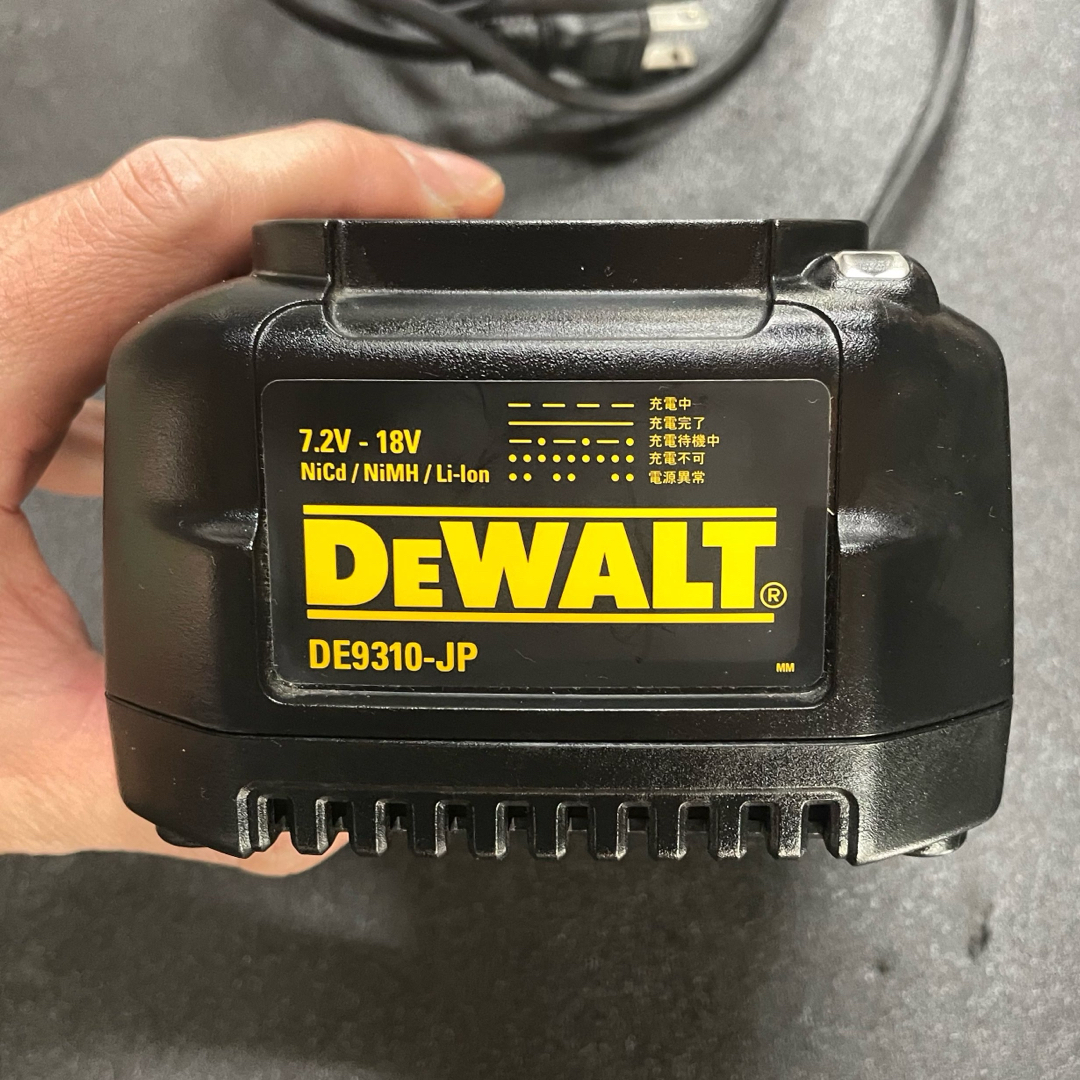 7.2V - 18V
NiCd / NiMH / Li-Ion
充電中
充電完了
充電待機中
充電不可
電源異常
DEWALT®
DE9310-JP
MM